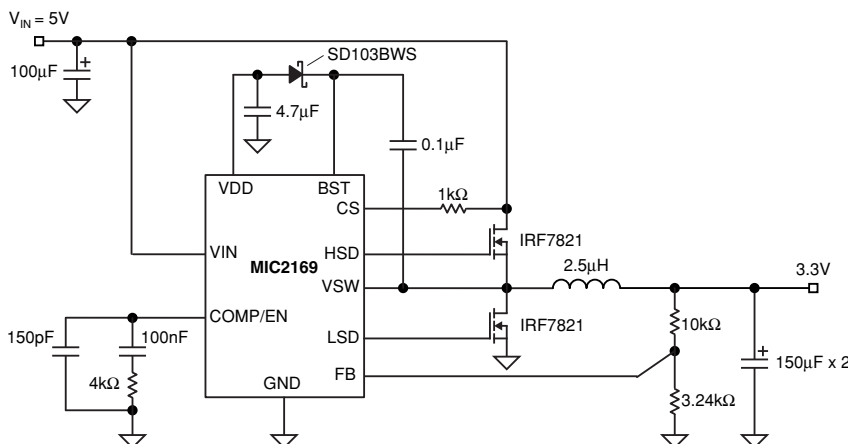 VIN = 5V
SD103BWS
100µF
4.7µF
0.1µF
VDD
BST
CS
1kΩ
VIN
MIC2169
HSD
IRF7821
VSW
2.5µH
3.3V
COMP/EN
150pF
100nF
LSD
IRF7821
10kΩ
4kΩ
GND
FB
150µF x 2
3.24kΩ